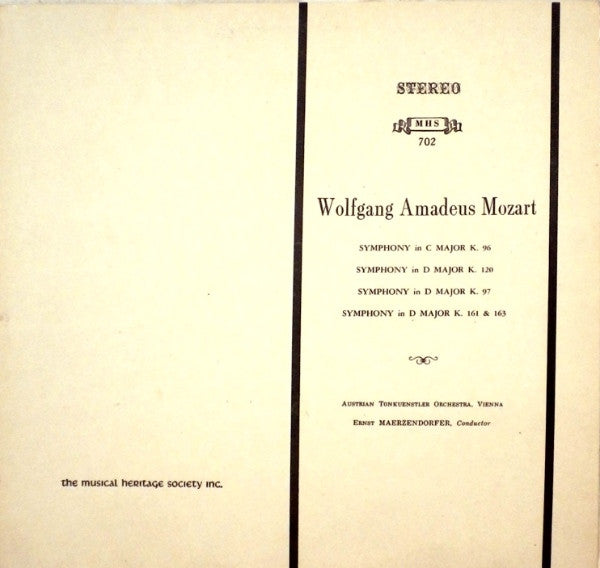 STEREO
MHS
702
Wolfgang Amadeus Mozart
SYMPHONY in C MAJOR K. 96
SYMPHONY in D MAJOR K. 120
SYMPHONY in D MAJOR K. 97
SYMPHONY in D MAJOR K. 161 & 163
AUSTRIAN TONKUENSTLER ORCHESTRA, VIENNA
ERNST MAERZENDORFER, Conductor
the musical heritage society inc.